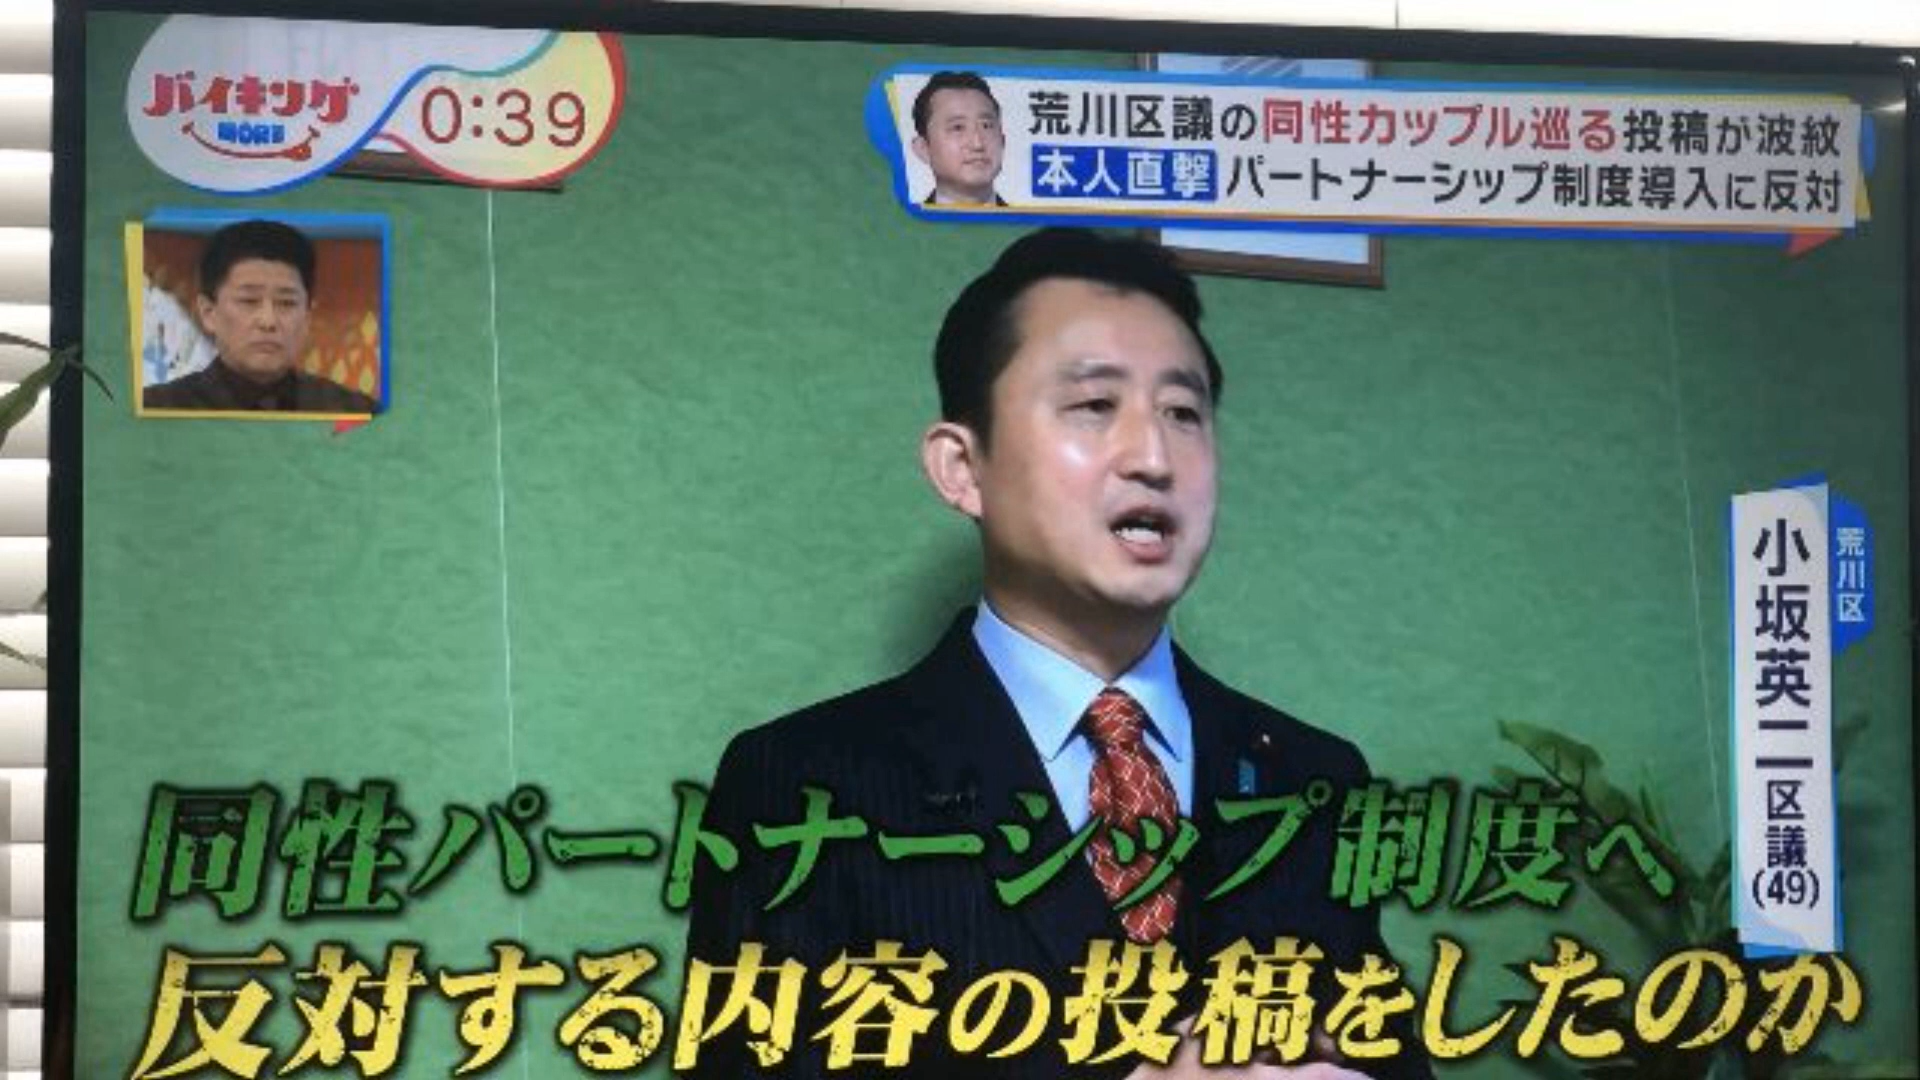 バイキング
MORE
0:39
荒川区議の同性カップル巡る投稿が波紋
本人直撃 パートナーシップ制度導入に反対
荒川区
小坂英二区議(49)
同性パートナーシップ制度へ
反対する内容の投稿をしたのか